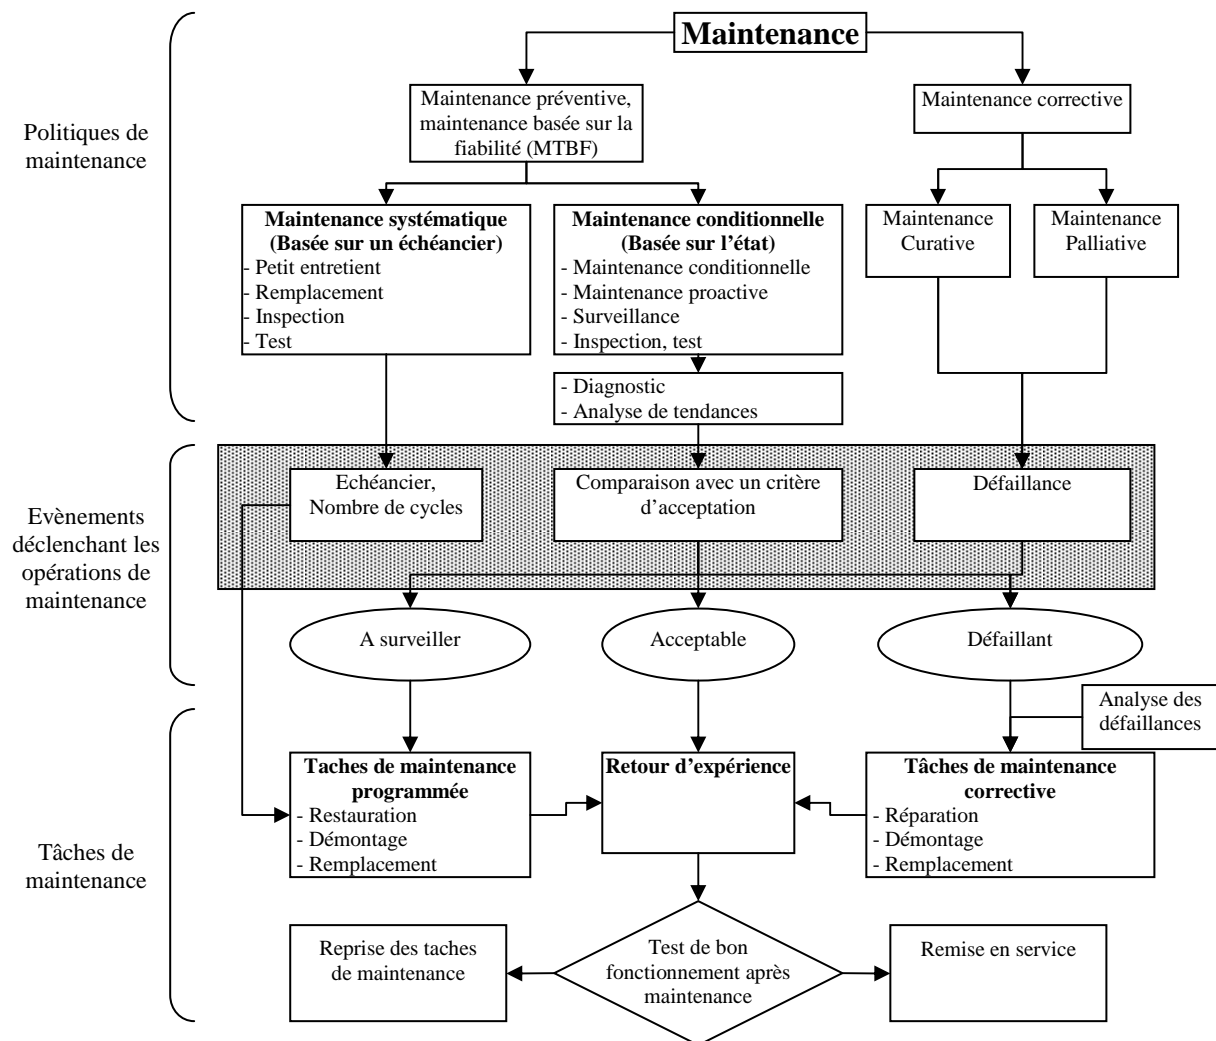 Maintenance
Maintenance préventive,
maintenance basée sur la
fiabilité (MTBF)
Maintenance corrective
Politiques de
maintenance
Maintenance systématique
(Basée sur un échéancier)
- Petit entretient
- Remplacement
- Inspection
- Test
Maintenance conditionnelle
(Basée sur l’état)
- Maintenance conditionnelle
- Maintenance proactive
- Surveillance
- Inspection, test
Maintenance
Curative
Maintenance
Palliative
- Diagnostic
- Analyse de tendances
Evènements
déclenchant les
opérations de
maintenance
Echéancier,
Nombre de cycles
Comparaison avec un critère
d’acceptation
Défaillance
A surveiller
Acceptable
Défaillant
Analyse des
défaillances
Tâches de
maintenance
Taches de maintenance
programmée
- Restauration
- Démontage
- Remplacement
Retour d’expérience
Tâches de maintenance
corrective
- Réparation
- Démontage
- Remplacement
Reprise des taches
de maintenance
Test de bon
fonctionnement après
maintenance
Remise en service